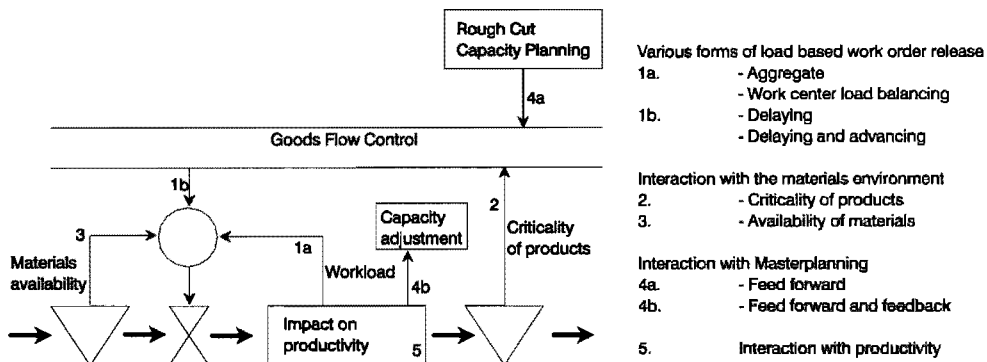 Rough Cut
Capacity Planning
4a
Goods Flow Control
1b
2
3
1a
Capacity
adjustment
Criticality
of products
Materials
availability
Workload
4b
Impact on
productivity
5
Various forms of load based work order release
1a. - Aggregate
- Work center load balancing
1b. - Delaying
- Delaying and advancing
Interaction with the materials environment
2. - Criticality of products
3. - Availability of materials
Interaction with Masterplanning
4a. - Feed forward
4b. - Feed forward and feedback
5. Interaction with productivity